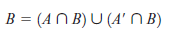 B = (A ∩ B) ∪ (A′ ∩ B)